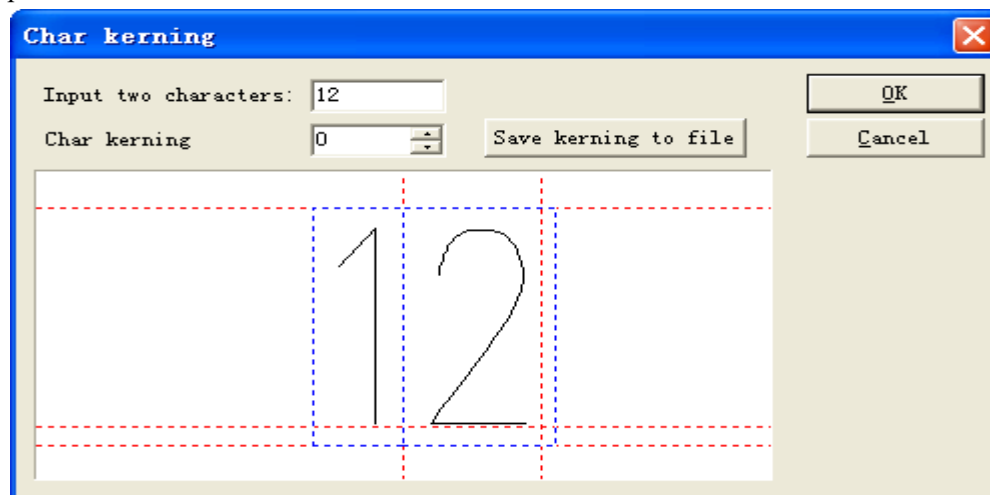 Char kerning
Input two characters: 12
OK
Char kerning 0 Save kerning to file
Cancel
12